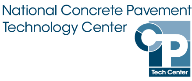 National Concrete Pavement
Technology Center
CP
Tech Center